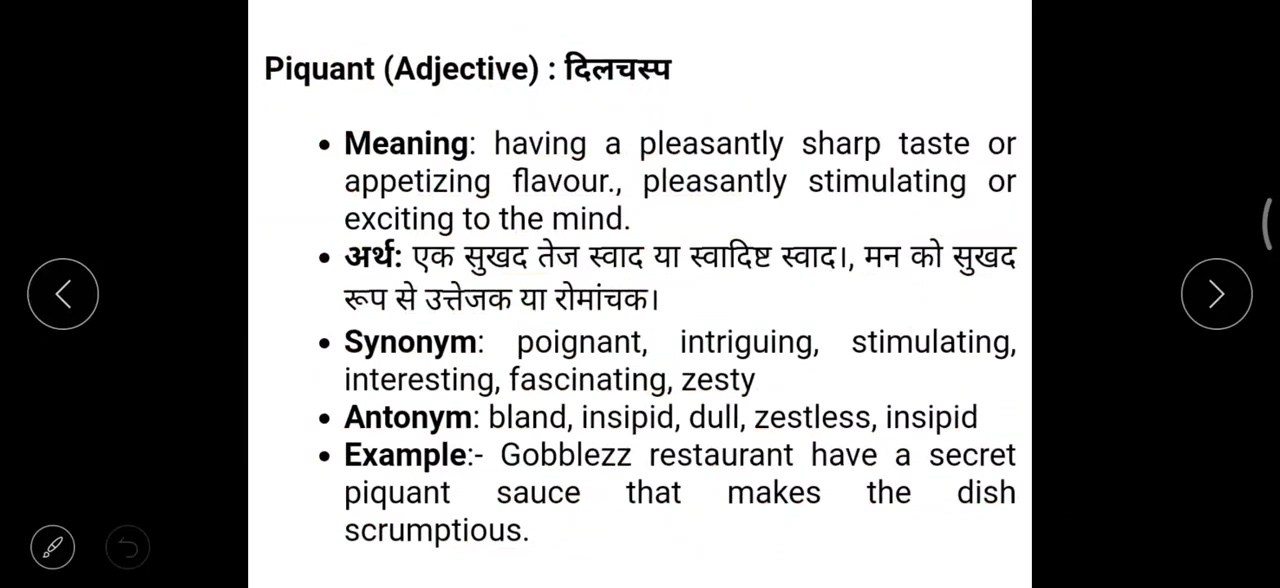 Piquant (Adjective) : दिलचस्प
• Meaning: having a pleasantly sharp taste or
appetizing flavour., pleasantly stimulating or
exciting to the mind.
• अर्थ: एक सुखद तेज स्वाद या स्वादिष्ट स्वाद।, मन को सुखद
रूप से उत्तेजक या रोमांचक।
• Synonym: poignant, intriguing, stimulating,
interesting, fascinating, zesty
• Antonym: bland, insipid, dull, zestless, insipid
• Example:- Gobblezz restaurant have a secret
piquant sauce that makes the dish
scrumptious.